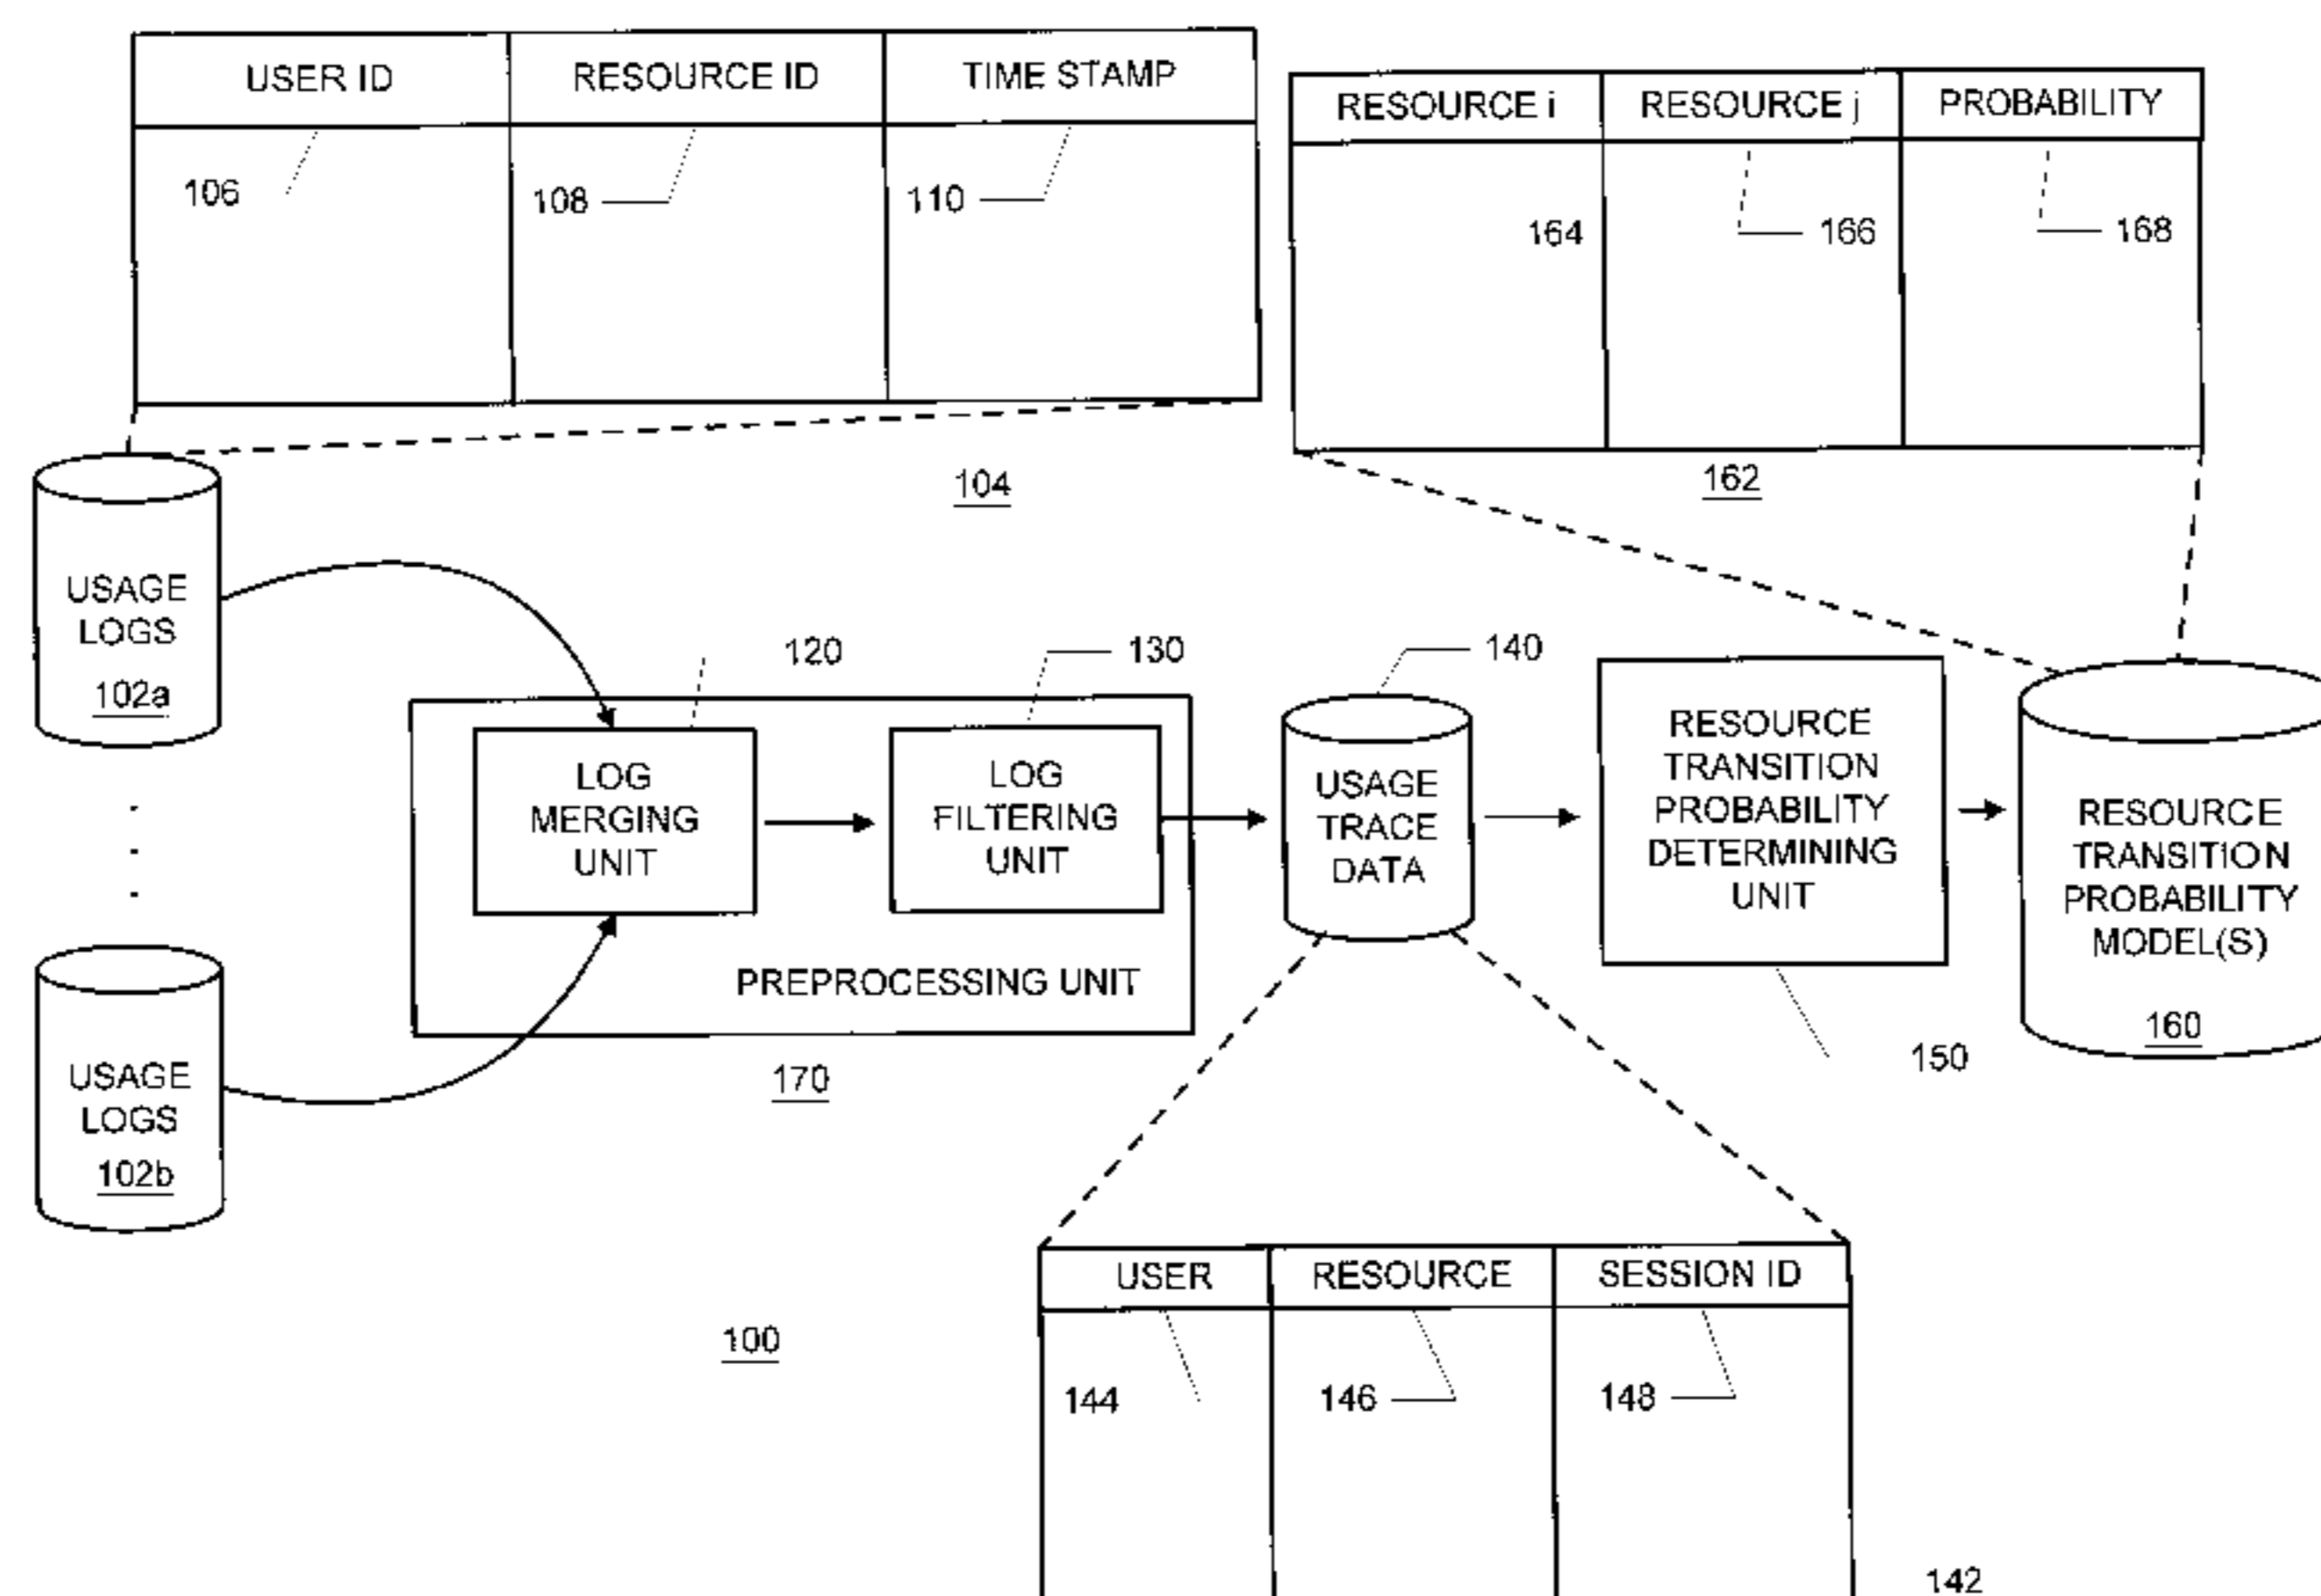 USER ID
RESOURCE ID
TIME STAMP
106
108
110
104
RESOURCE i
RESOURCE j
PROBABILITY
164
166
168
162
USAGE
LOGS
102a
.
.
.
USAGE
LOGS
102b
120
LOG
MERGING
UNIT
130
LOG
FILTERING
UNIT
PREPROCESSING UNIT
170
140
USAGE
TRACE
DATA
RESOURCE
TRANSITION
PROBABILITY
DETERMINING
UNIT
150
RESOURCE
TRANSITION
PROBABILITY
MODEL(S)
160
USER
RESOURCE
SESSION ID
144
146
148
142
100